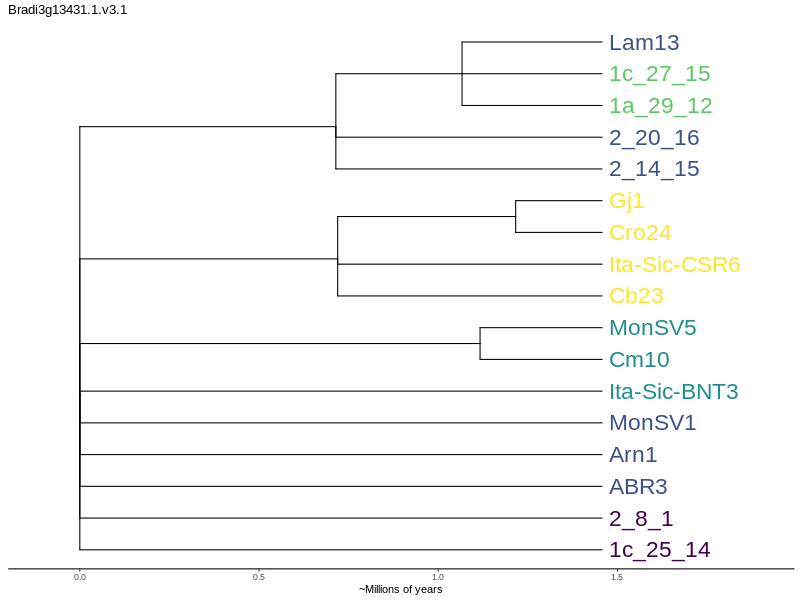 Bradi3g13431.1.v3.1
Lam13
1c_27_15
1a_29_12
2_20_16
2_14_15
Gj1
Cro24
Ita-Sic-CSR6
Cb23
MonSV5
Cm10
Ita-Sic-BNT3
MonSV1
Arn1
ABR3
2_8_1
1c_25_14
0.0 0.5 1.0 1.5
~Millions of years